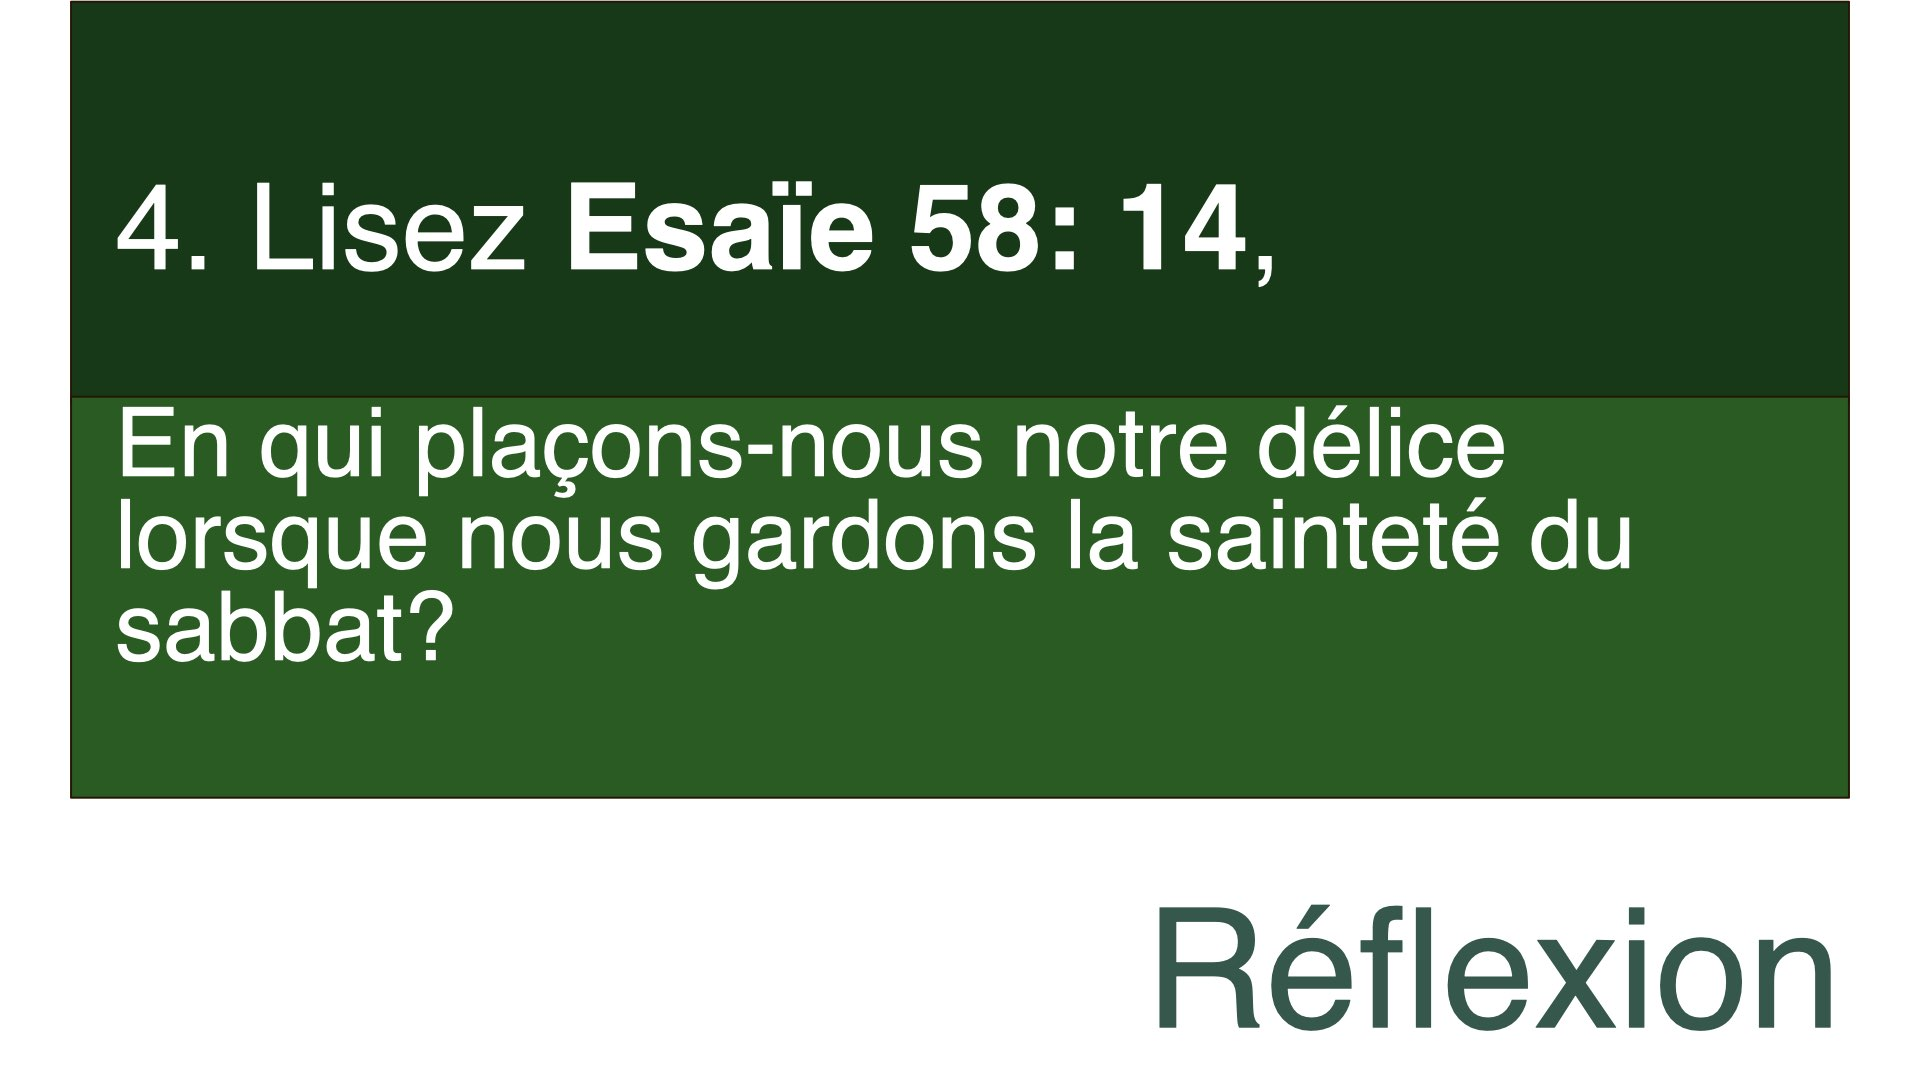 4. Lisez Esaïe 58: 14,
En qui plaçons-nous notre délice
lorsque nous gardons la sainteté du
sabbat?
Réflexion